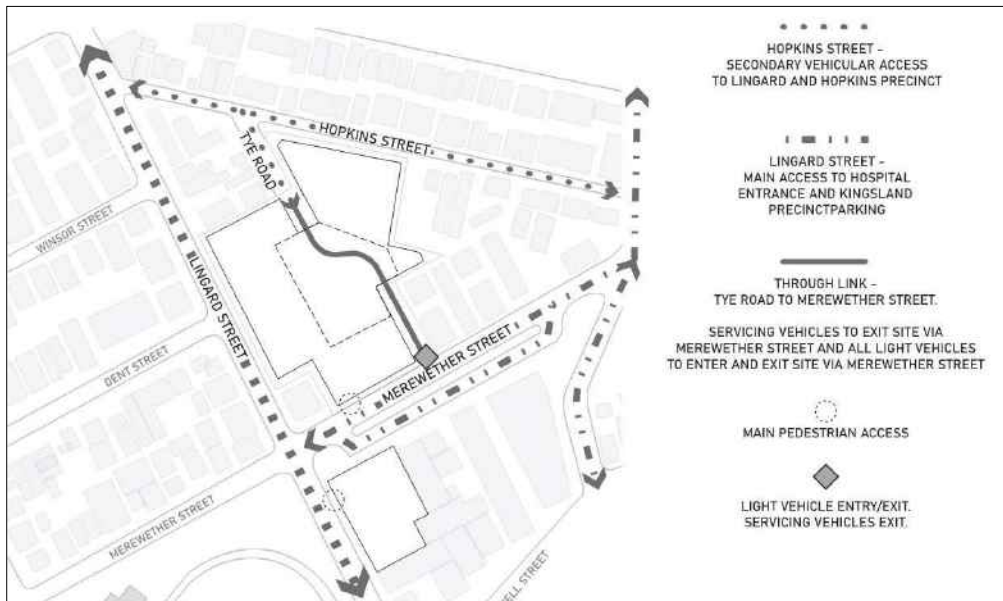 HOPKINS STREET –
SECONDARY VEHICULAR ACCESS
TO LINGARD AND HOPKINS PRECINCT
LINGARD STREET –
MAIN ACCESS TO HOSPITAL
ENTRANCE AND KINGSLAND
PRECINCTPARKING
THROUGH LINK –
TYE ROAD TO MEREWETHER STREET.
SERVICING VEHICLES TO EXIT SITE VIA
MEREWETHER STREET AND ALL LIGHT VEHICLES
TO ENTER AND EXIT SITE VIA MEREWETHER STREET
MAIN PEDESTRIAN ACCESS
LIGHT VEHICLE ENTRY/EXIT.
SERVICING VEHICLES EXIT.
HOPKINS STREET
TYE ROAD
WINSOR STREET
LINGARD STREET
DENT STREET
MEREWETHER STREET
MEREWETHER STREET
ELL STREET